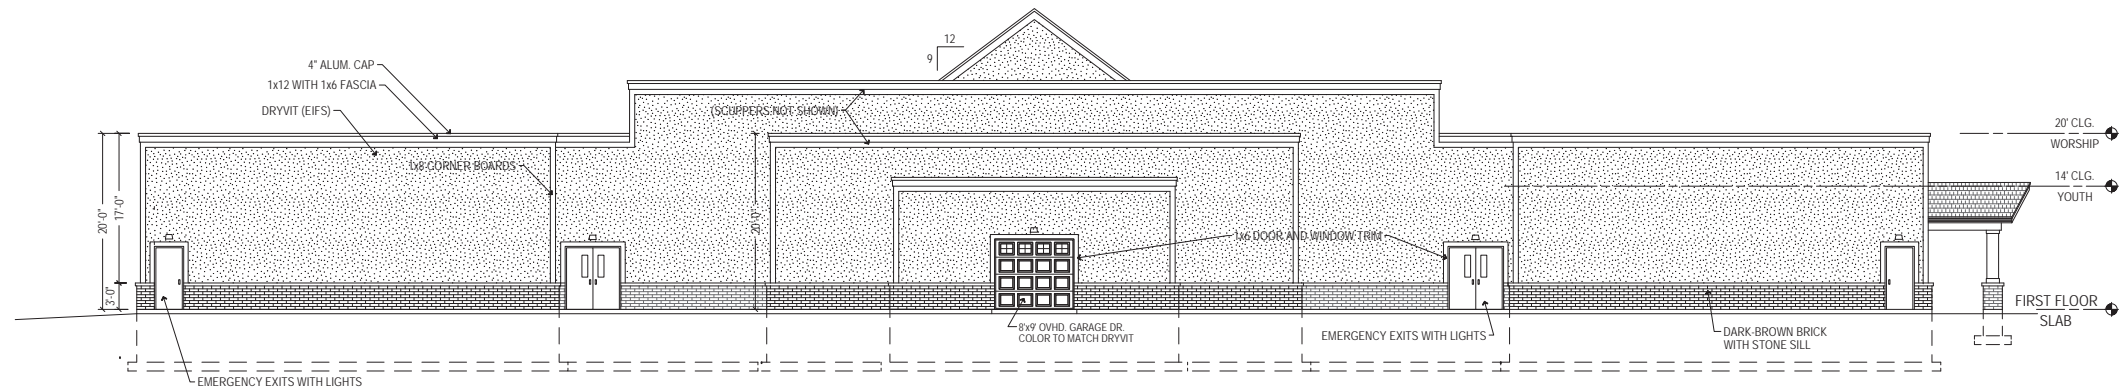 12
9
4" ALUM. CAP
1x12 WITH 1x6 FASCIA
DRYVIT (EIFS)
(SCUPPERS NOT SHOWN)
20' CLG.
WORSHIP
1x8 CORNER BOARDS
14' CLG.
YOUTH
20'-0"
17'-0"
20'-0"
1x6 DOOR AND WINDOW TRIM
3'-0"
FIRST FLOOR
SLAB
8'x9' OVHD. GARAGE DR.
COLOR TO MATCH DRYVIT
EMERGENCY EXITS WITH LIGHTS
DARK-BROWN BRICK
WITH STONE SILL
EMERGENCY EXITS WITH LIGHTS